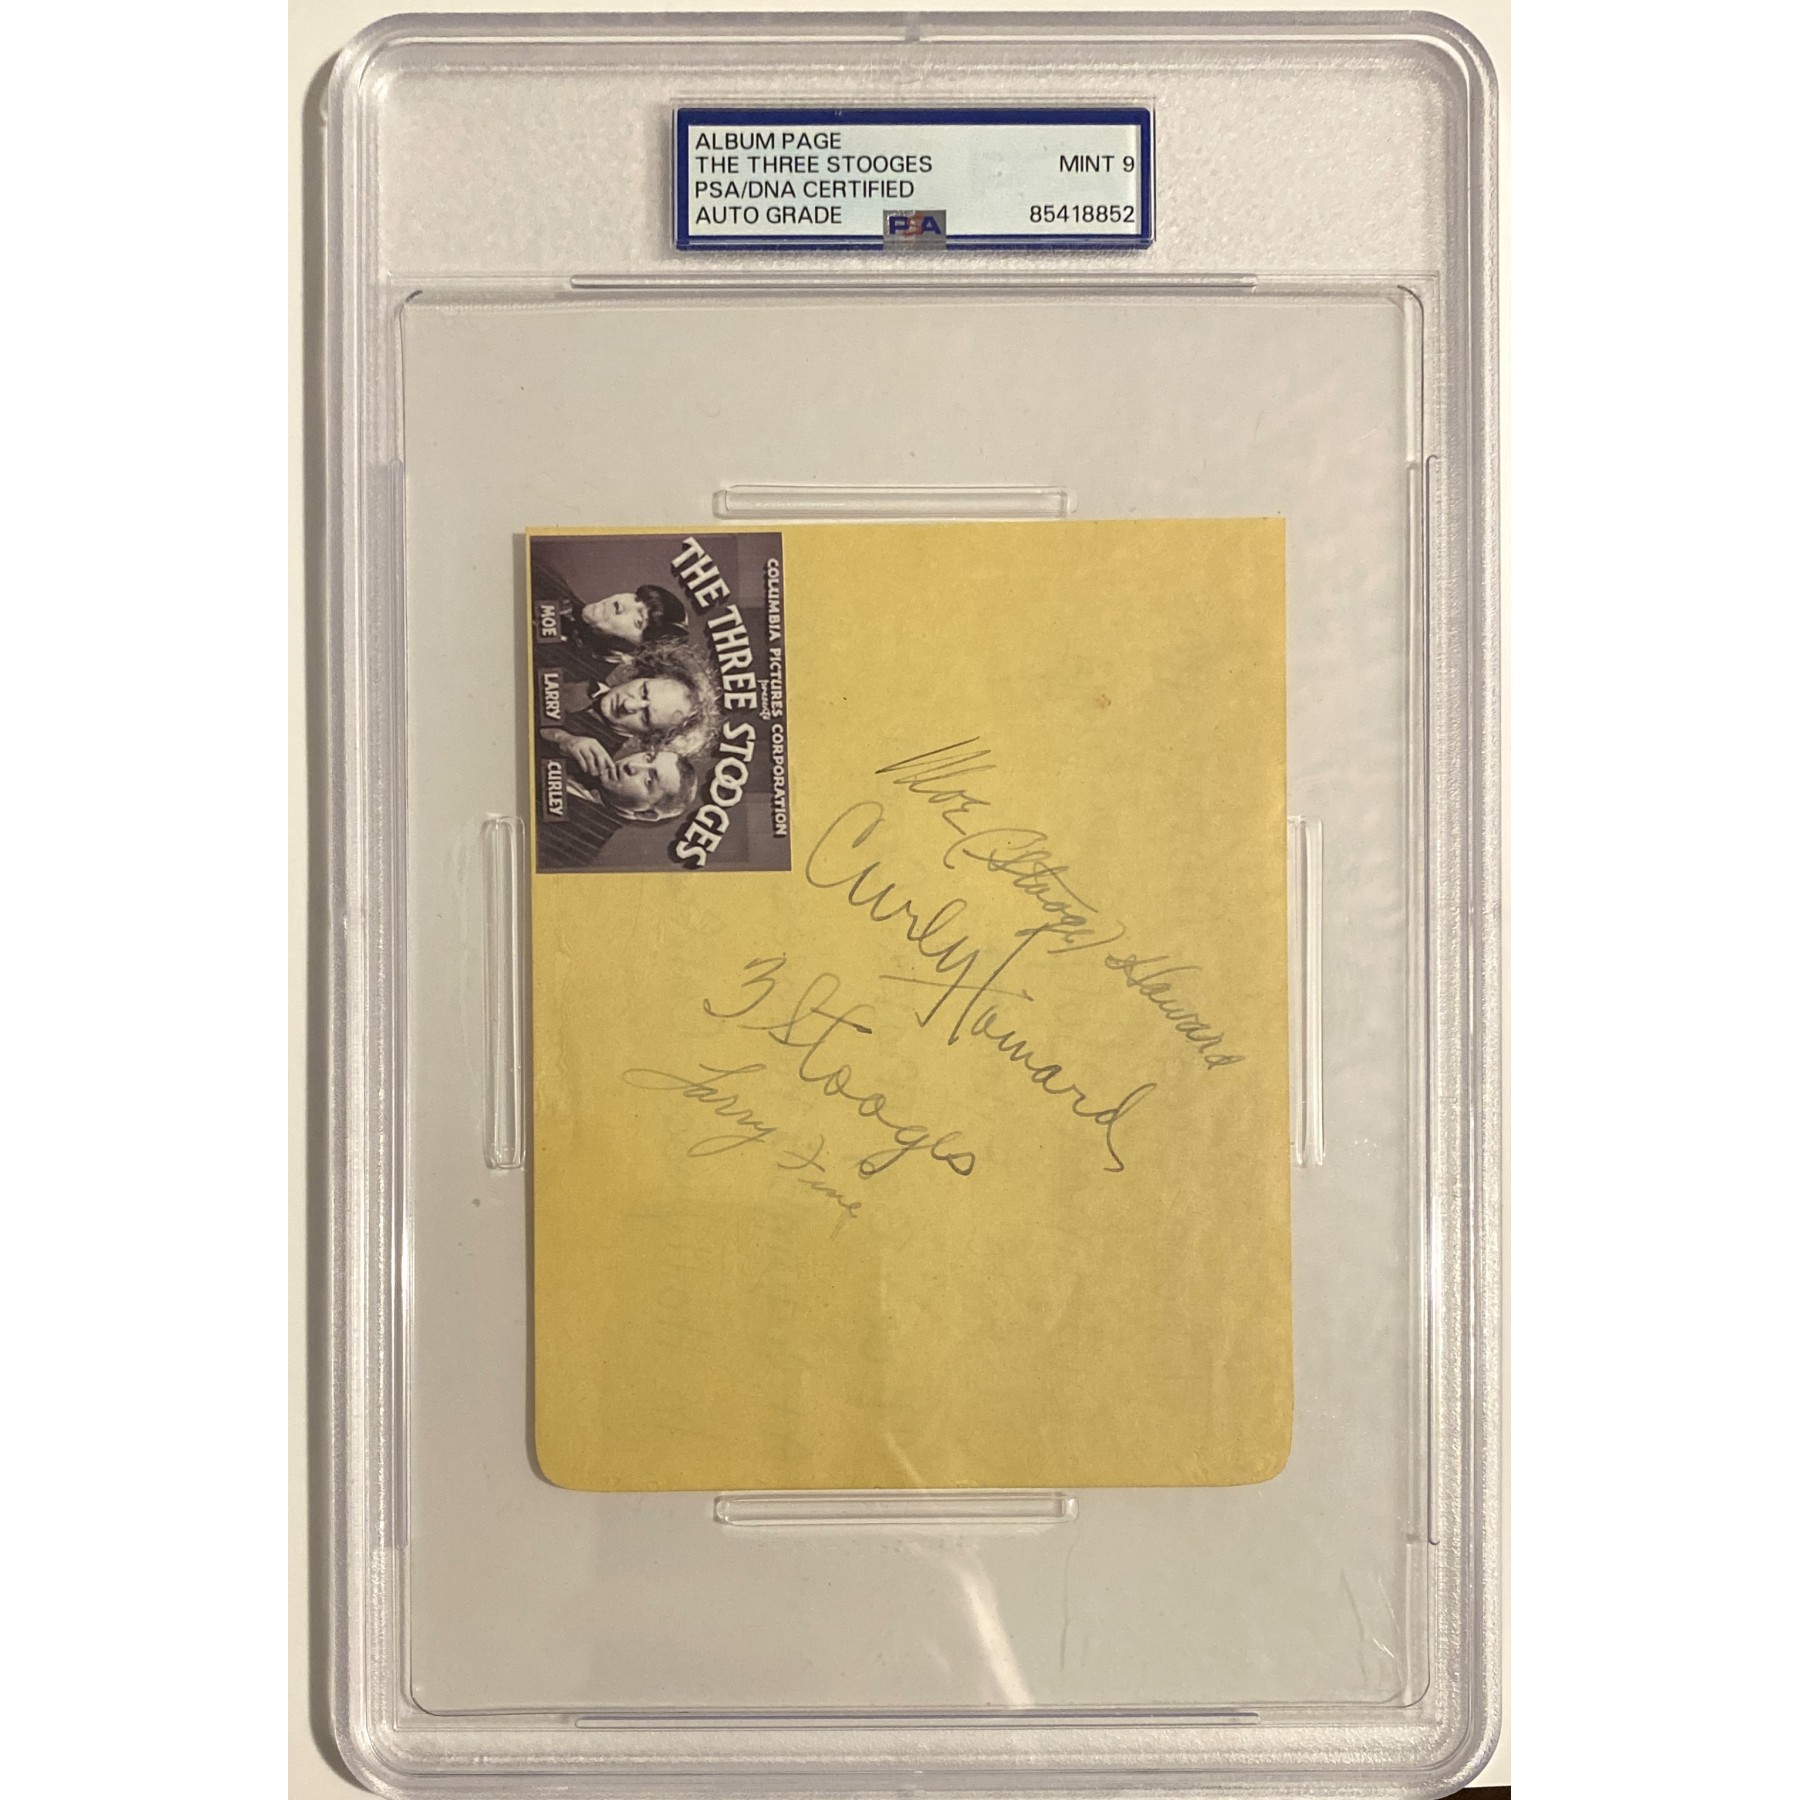 ALBUM PAGE
THE THREE STOOGES MINT 9
PSA/DNA CERTIFIED
AUTO GRADE PSA 85418852
COLUMBIA PICTURES CORPORATION
presents
THE THREE STOOGES
MOE LARRY CURLEY
Moe (Stooge) Howard
Curly Howard
3 Stooges
Larry Fine